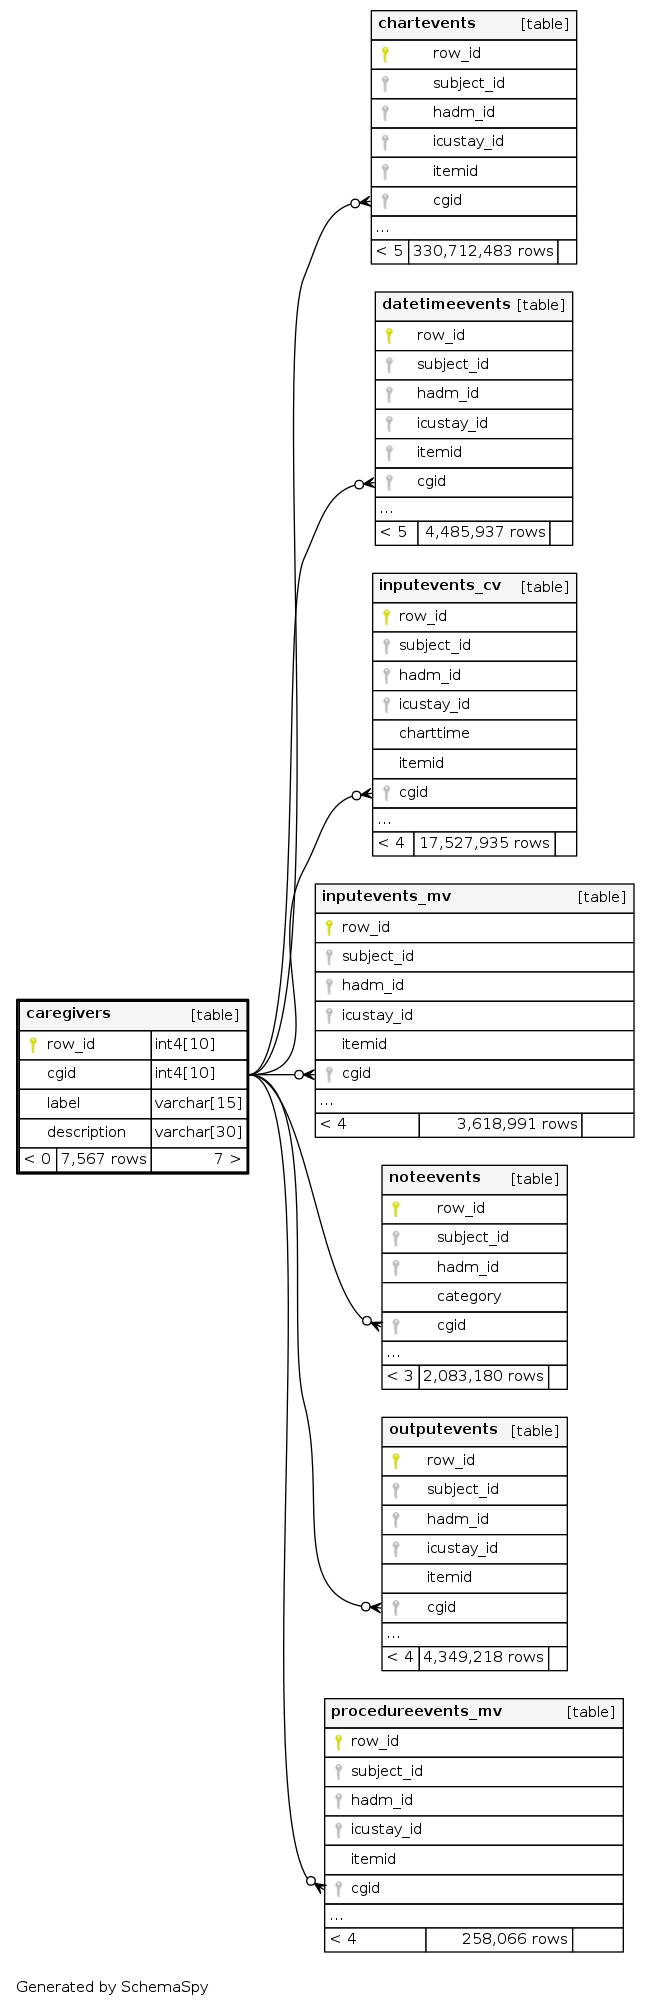 chartevents [table]
row_id
subject_id
hadm_id
icustay_id
itemid
cgid
...
< 5 330,712,483 rows
datetimeevents [table]
row_id
subject_id
hadm_id
icustay_id
itemid
cgid
...
< 5 4,485,937 rows
inputevents_cv [table]
row_id
subject_id
hadm_id
icustay_id
charttime
itemid
cgid
...
< 4 17,527,935 rows
inputevents_mv [table]
row_id
subject_id
hadm_id
icustay_id
itemid
cgid
...
< 4 3,618,991 rows
caregivers [table]
row_id int4[10]
cgid int4[10]
label varchar[15]
description varchar[30]
< 0 7,567 rows 7 >
noteevents [table]
row_id
subject_id
hadm_id
category
cgid
...
< 3 2,083,180 rows
outputevents [table]
row_id
subject_id
hadm_id
icustay_id
itemid
cgid
...
< 4 4,349,218 rows
procedureevents_mv [table]
row_id
subject_id
hadm_id
icustay_id
itemid
cgid
...
< 4 258,066 rows
Generated by SchemaSpy